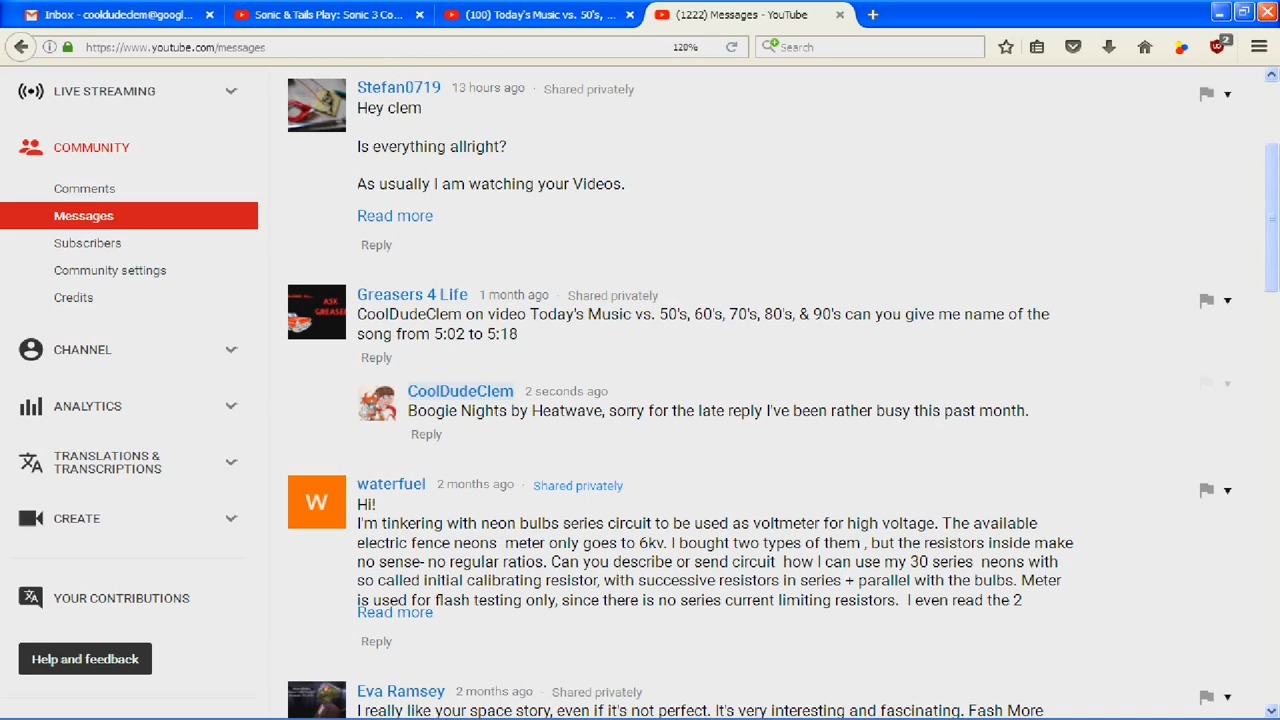 Inbox - cooldudeclem@googl...
Sonic & Tails Play: Sonic 3 Co...
(100) Today's Music vs. 50's, ...
(1222) Messages - YouTube
https://www.youtube.com/messages
120%
Search
2
LIVE STREAMING
COMMUNITY
Comments
Messages
Subscribers
Community settings
Credits
CHANNEL
ANALYTICS
TRANSLATIONS &
TRANSCRIPTIONS
CREATE
YOUR CONTRIBUTIONS
Help and feedback
Stefan0719 13 hours ago · Shared privately
Hey clem
Is everything allright?
As usually I am watching your Videos.
Read more
Reply
ASK
GREASE
Greasers 4 Life 1 month ago · Shared privately
CoolDudeClem on video Today's Music vs. 50's, 60's, 70's, 80's, & 90's can you give me name of the
song from 5:02 to 5:18
Reply
CoolDudeClem 2 seconds ago
Boogie Nights by Heatwave, sorry for the late reply I've been rather busy this past month.
Reply
W
waterfuel 2 months ago · Shared privately
Hi!
I'm tinkering with neon bulbs series circuit to be used as voltmeter for high voltage. The available
electric fence neons meter only goes to 6kv. I bought two types of them , but the resistors inside make
no sense- no regular ratios. Can you describe or send circuit how I can use my 30 series neons with
so called initial calibrating resistor, with successive resistors in series + parallel with the bulbs. Meter
is used for flash testing only, since there is no series current limiting resistors. I even read the 2
Read more
Reply
Eva Ramsey 2 months ago · Shared privately
I really like your space story, even if it's not perfect. It's very interesting and fascinating. Fash More